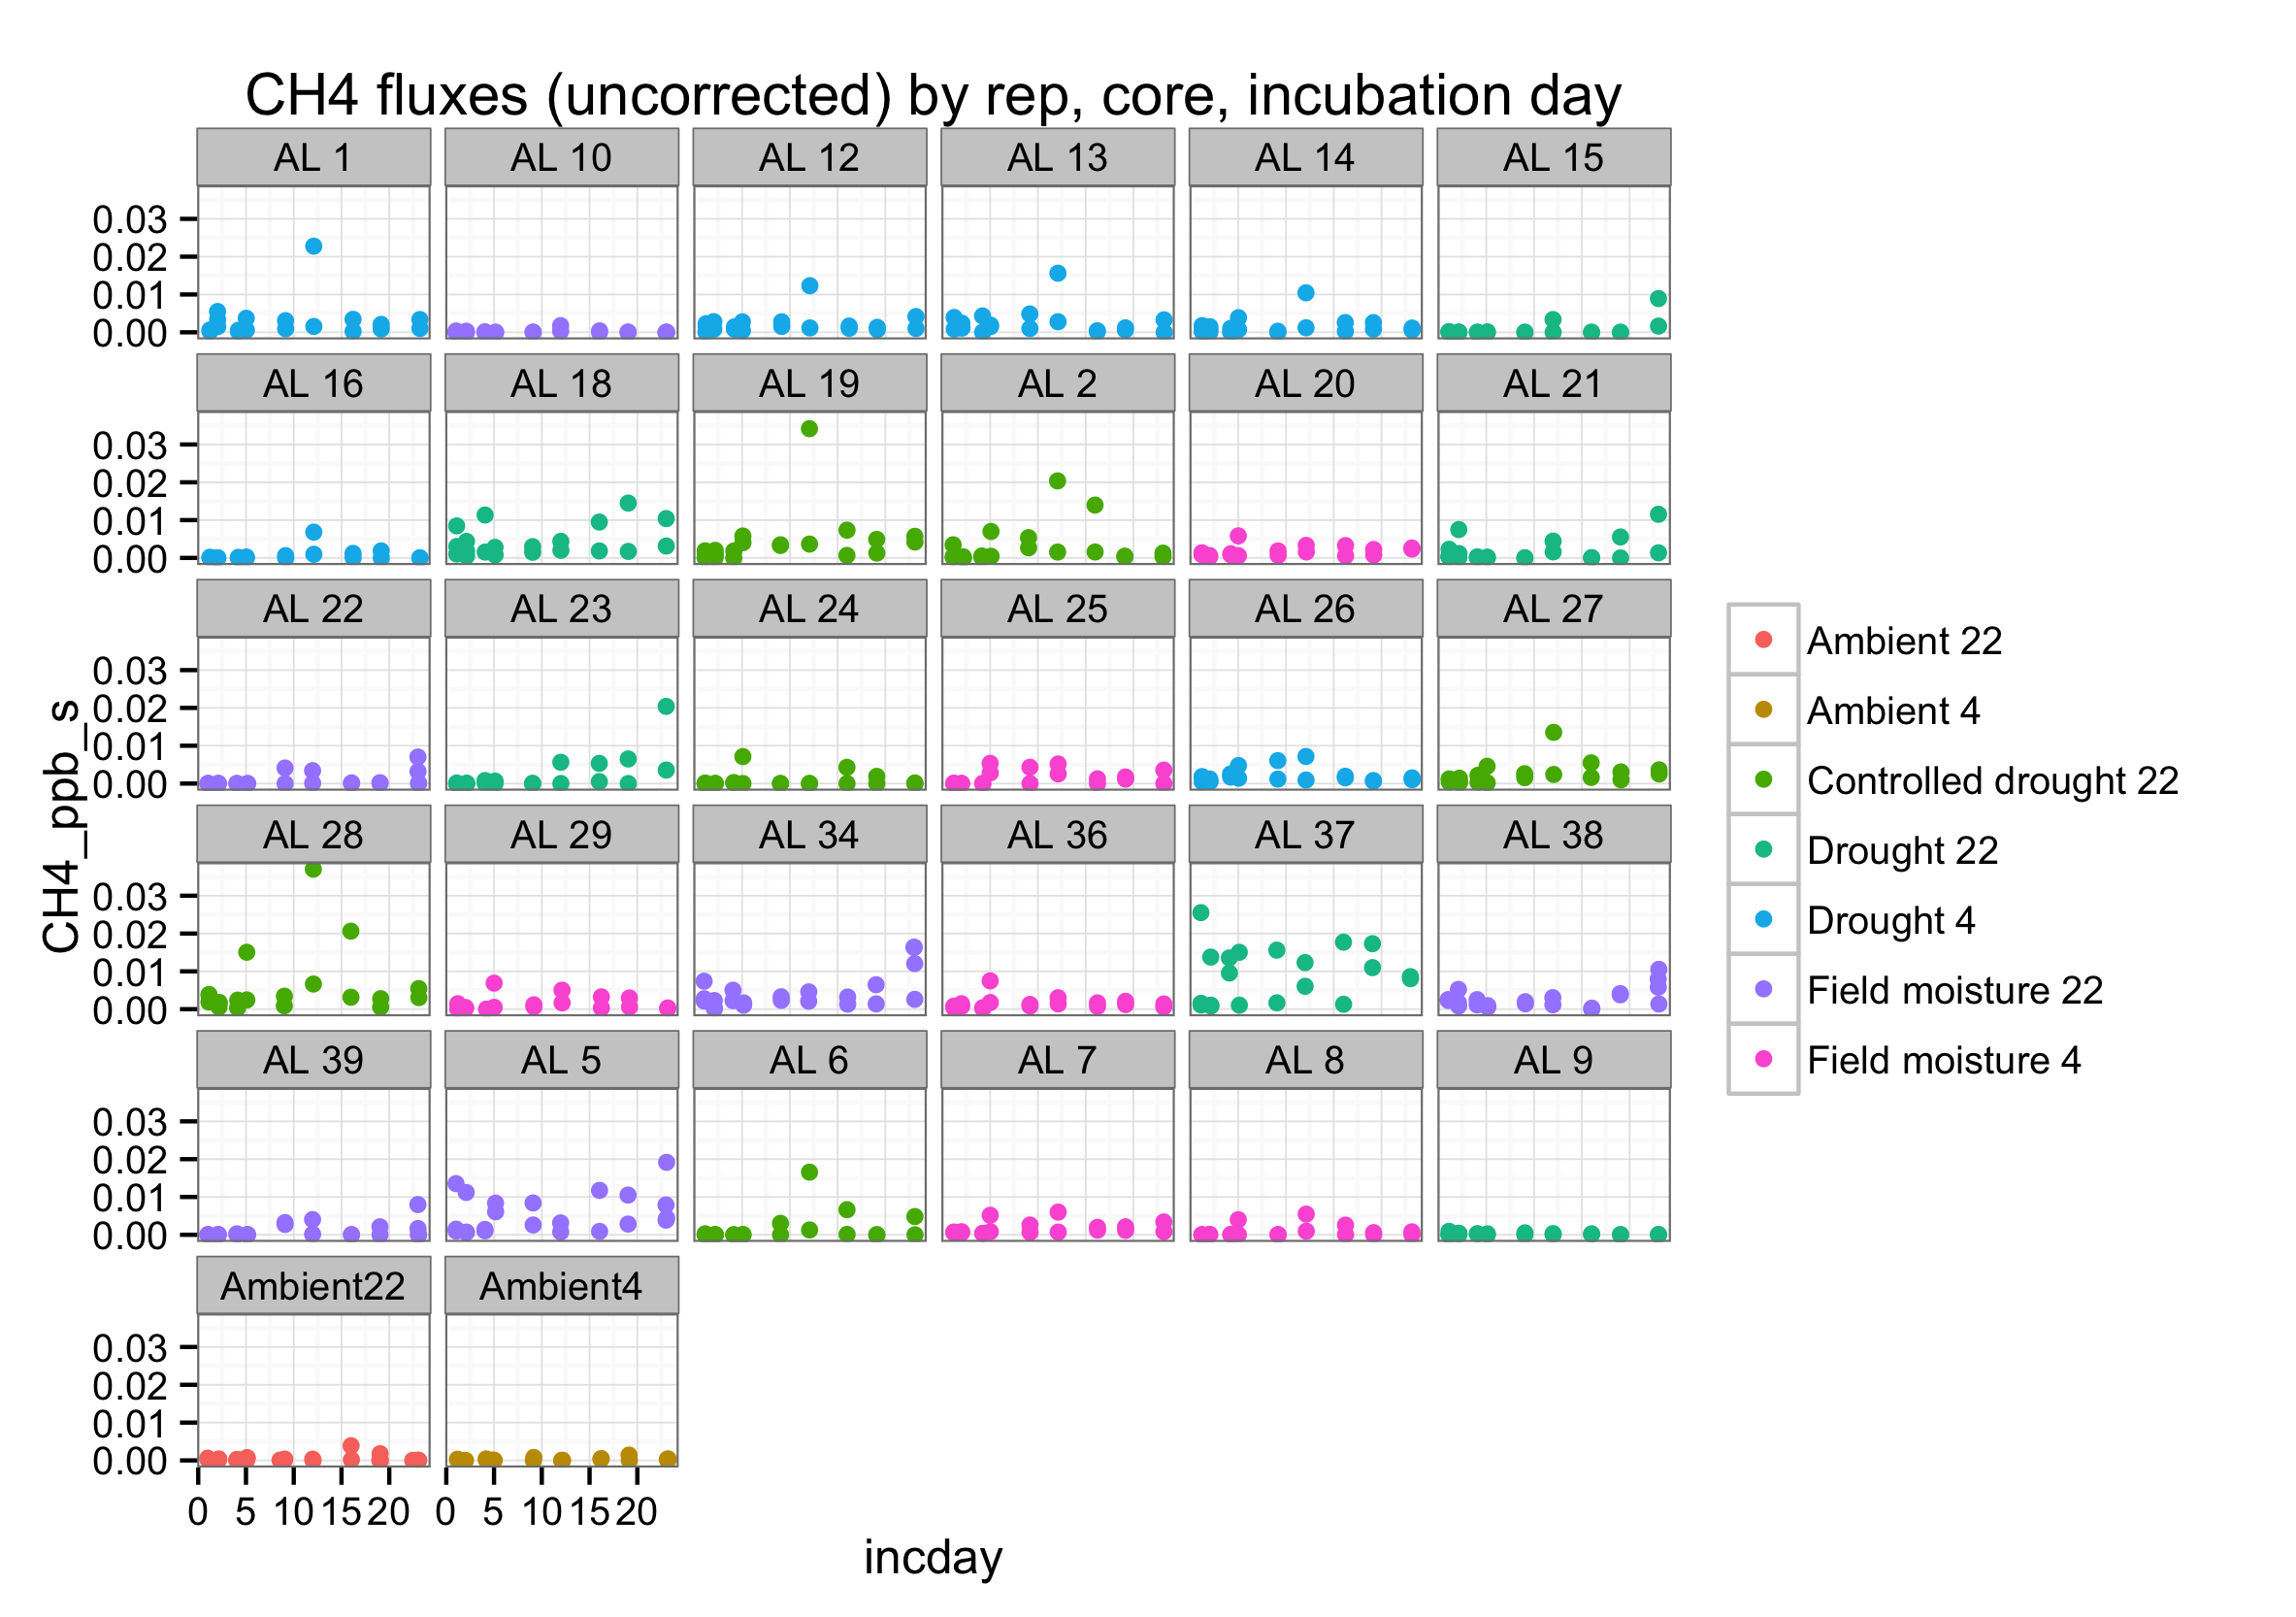 CH4 fluxes (uncorrected) by rep, core, incubation day
AL 1 AL 10 AL 12 AL 13 AL 14 AL 15
0.03
0.02
0.01
0.00
AL 16 AL 18 AL 19 AL 2 AL 20 AL 21
0.03
0.02
0.01
0.00
AL 22 AL 23 AL 24 AL 25 AL 26 AL 27
0.03
0.02
0.01
0.00
AL 28 AL 29 AL 34 AL 36 AL 37 AL 38
0.03
0.02
0.01
0.00
AL 39 AL 5 AL 6 AL 7 AL 8 AL 9
0.03
0.02
0.01
0.00
Ambient22 Ambient4
0.03
0.02
0.01
0.00
0 5 10 15 20 0 5 10 15 20
incday
CH4_ppb_s
Ambient 22
Ambient 4
Controlled drought 22
Drought 22
Drought 4
Field moisture 22
Field moisture 4